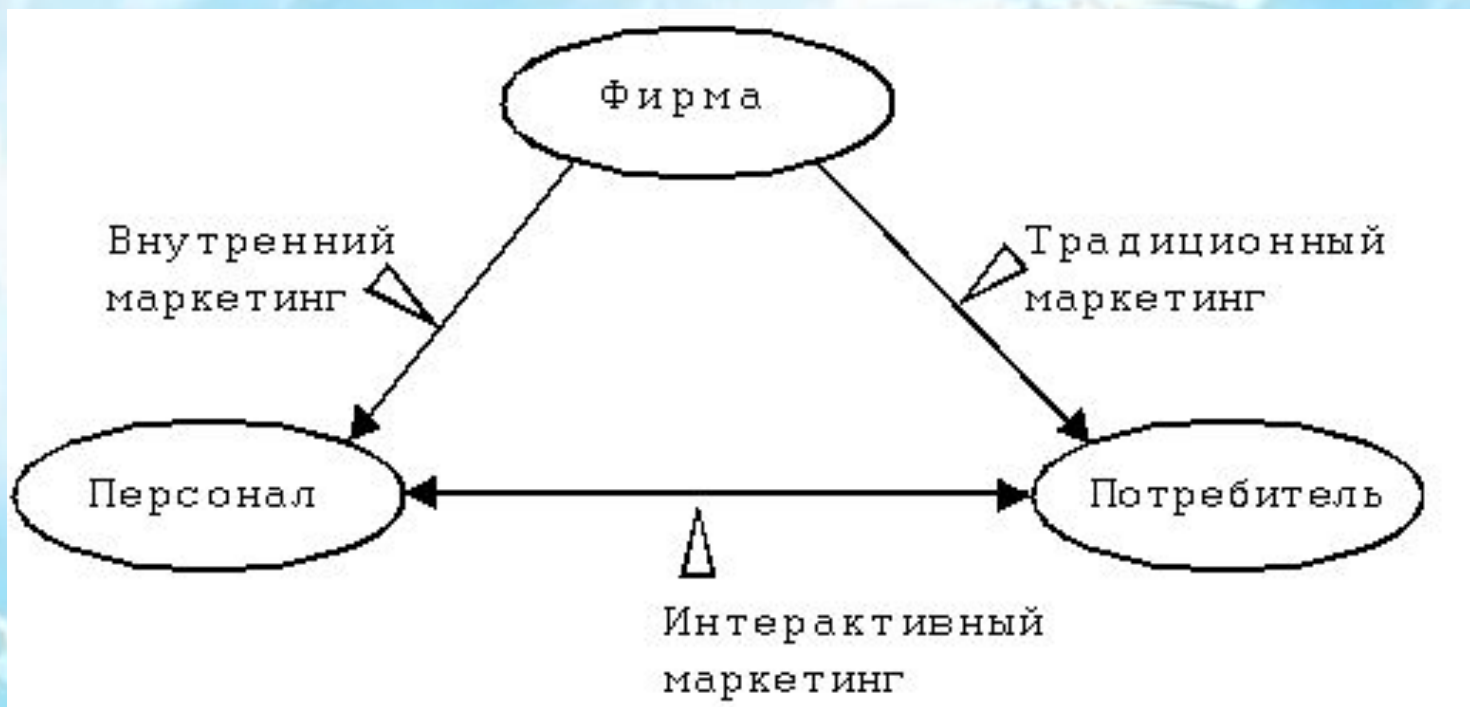 Фирма
Внутренний
маркетинг
Традиционный
маркетинг
Персонал
Потребитель
Интерактивный
маркетинг